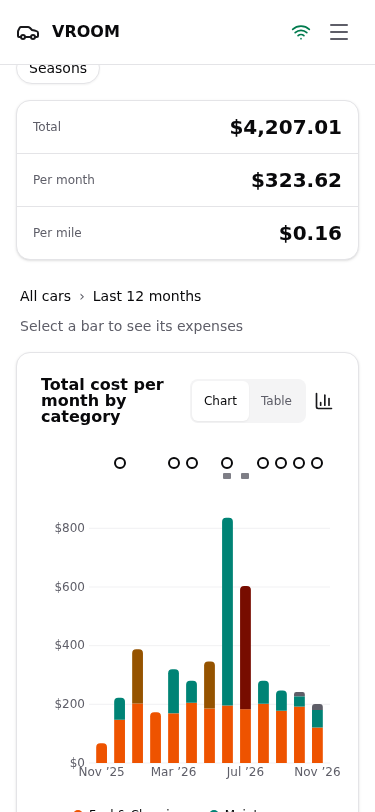 VROOM
Seasons
Total $4,207.01
Per month $323.62
Per mile $0.16
All cars › Last 12 months
Select a bar to see its expenses
Total cost per
month by
category
Chart Table
$800
$600
$400
$200
$0
Nov ’25 Mar ’26 Jul ’26 Nov ’26